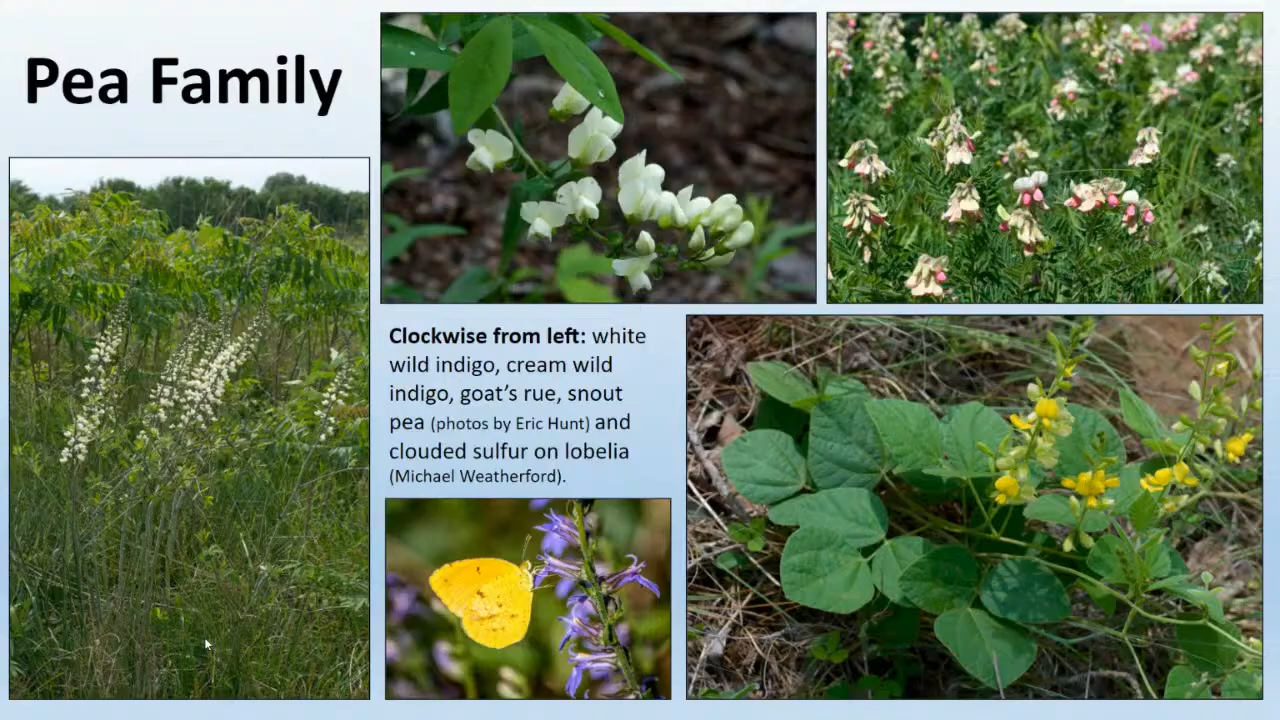 Pea Family
Clockwise from left: white
wild indigo, cream wild
indigo, goat’s rue, snout
pea (photos by Eric Hunt) and
clouded sulfur on lobelia
(Michael Weatherford).